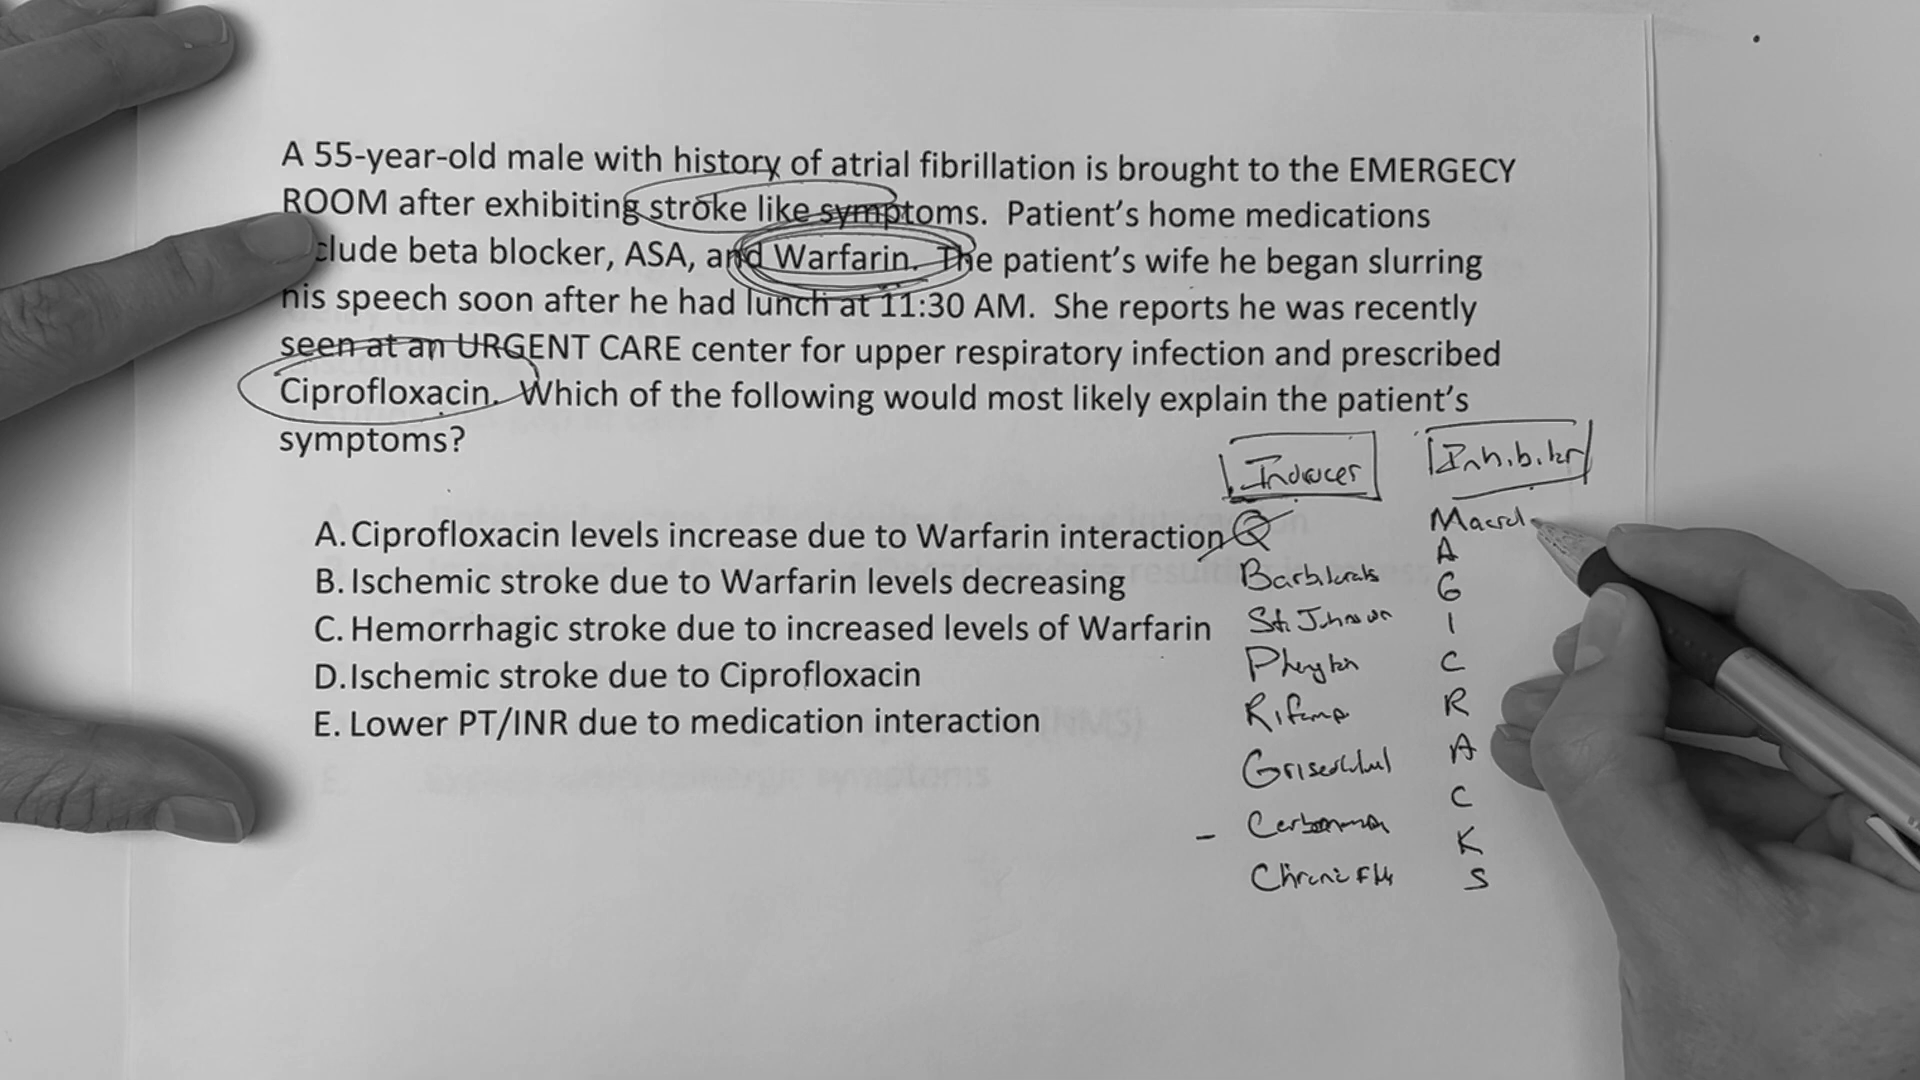 A 55-year-old male with history of atrial fibrillation is brought to the EMERGECY
ROOM after exhibiting stroke like symptoms. Patient's home medications
clude beta blocker, ASA, and Warfarin. The patient's wife he began slurring
his speech soon after he had lunch at 11:30 AM. She reports he was recently
seen at an URGENT CARE center for upper respiratory infection and prescribed
Ciprofloxacin. Which of the following would most likely explain the patient's
symptoms?
A. Ciprofloxacin levels increase due to Warfarin interaction
B. Ischemic stroke due to Warfarin levels decreasing
C. Hemorrhagic stroke due to increased levels of Warfarin
D. Ischemic stroke due to Ciprofloxacin
E. Lower PT/INR due to medication interaction
Inducer
Q
St. John
Rifamp
Inhibitor
Macrol
A
G
I
C
R
A
C
K
S